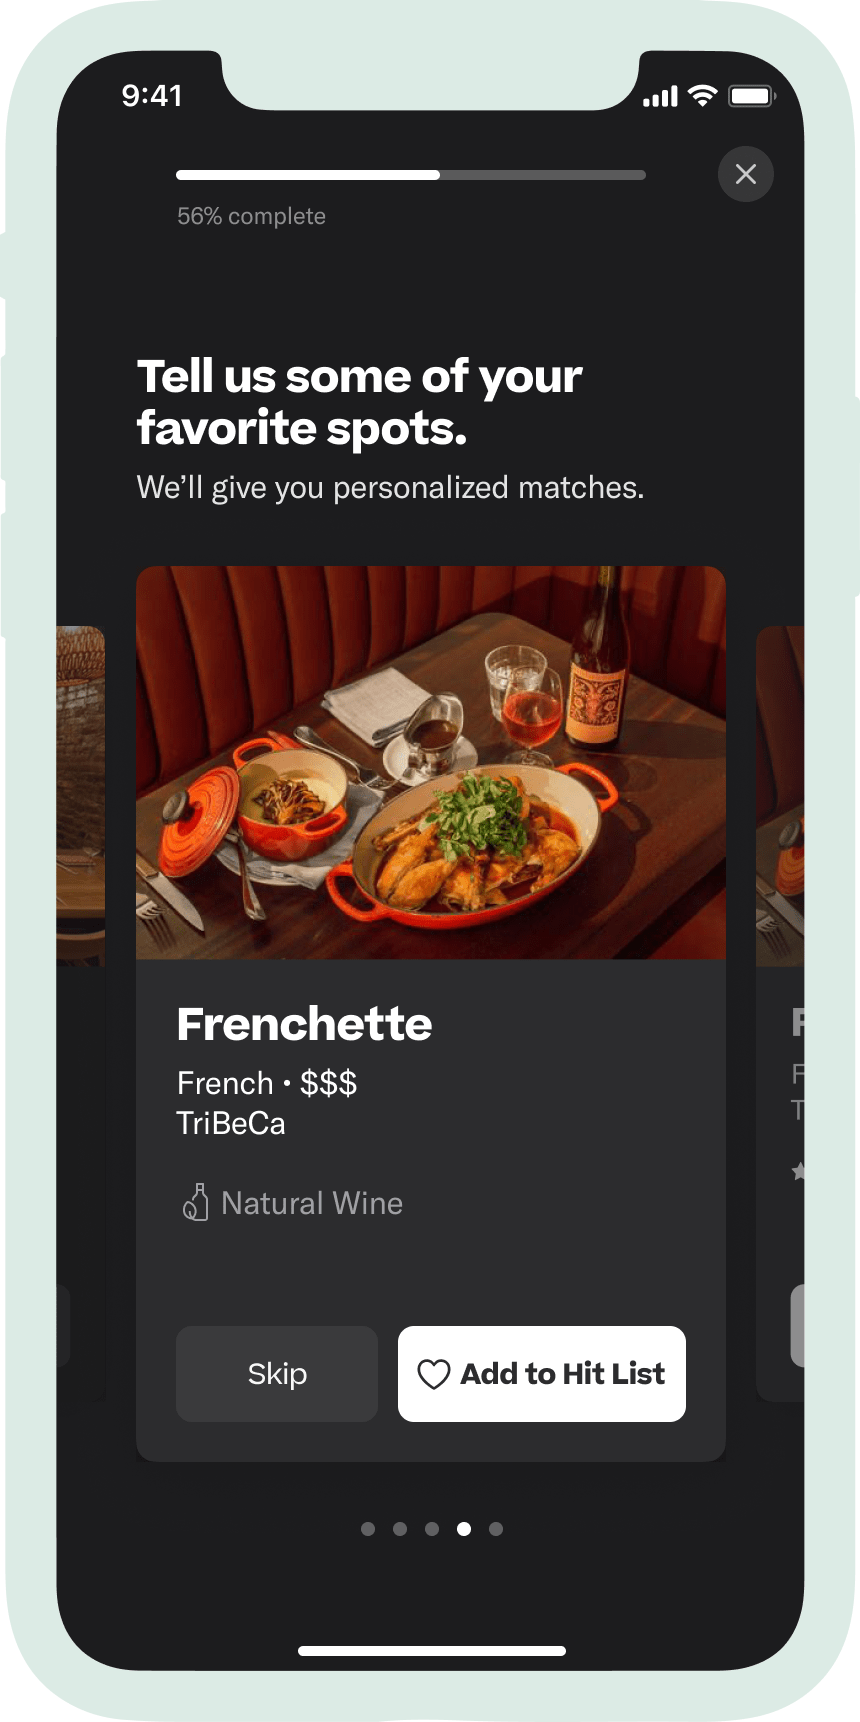 9:41
56% complete
Tell us some of your
favorite spots.
We’ll give you personalized matches.
Frenchette
French • $$$
TriBeCa
Natural Wine
Skip
Add to Hit List